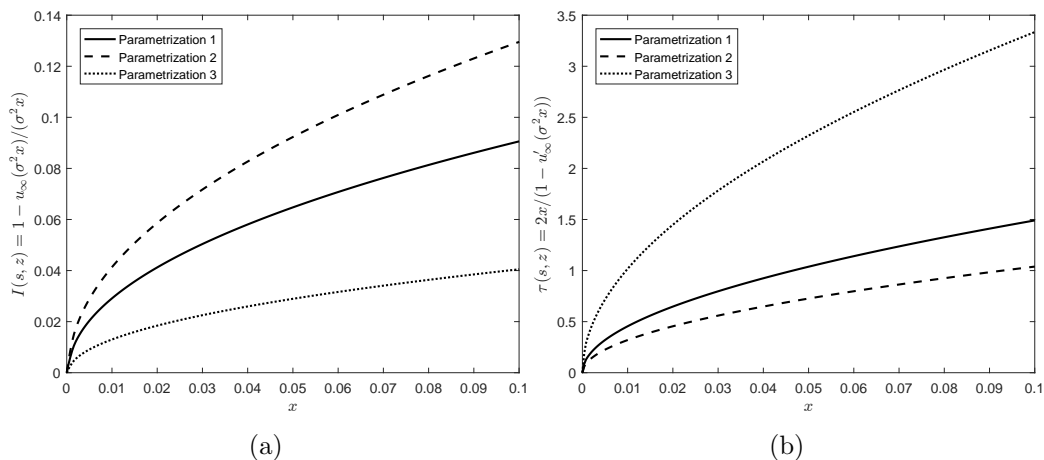 0.14
0.12
0.1
0.08
0.06
0.04
0.02
0
0 0.01 0.02 0.03 0.04 0.05 0.06 0.07 0.08 0.09 0.1
x
I(s, z) = 1 − u∞(σ²x)/(σ²x)
Parametrization 1
Parametrization 2
Parametrization 3
(a)
3.5
3
2.5
2
1.5
1
0.5
0
0 0.01 0.02 0.03 0.04 0.05 0.06 0.07 0.08 0.09 0.1
x
τ(s, z) = 2x/(1 − u′∞(σ²x))
Parametrization 1
Parametrization 2
Parametrization 3
(b)